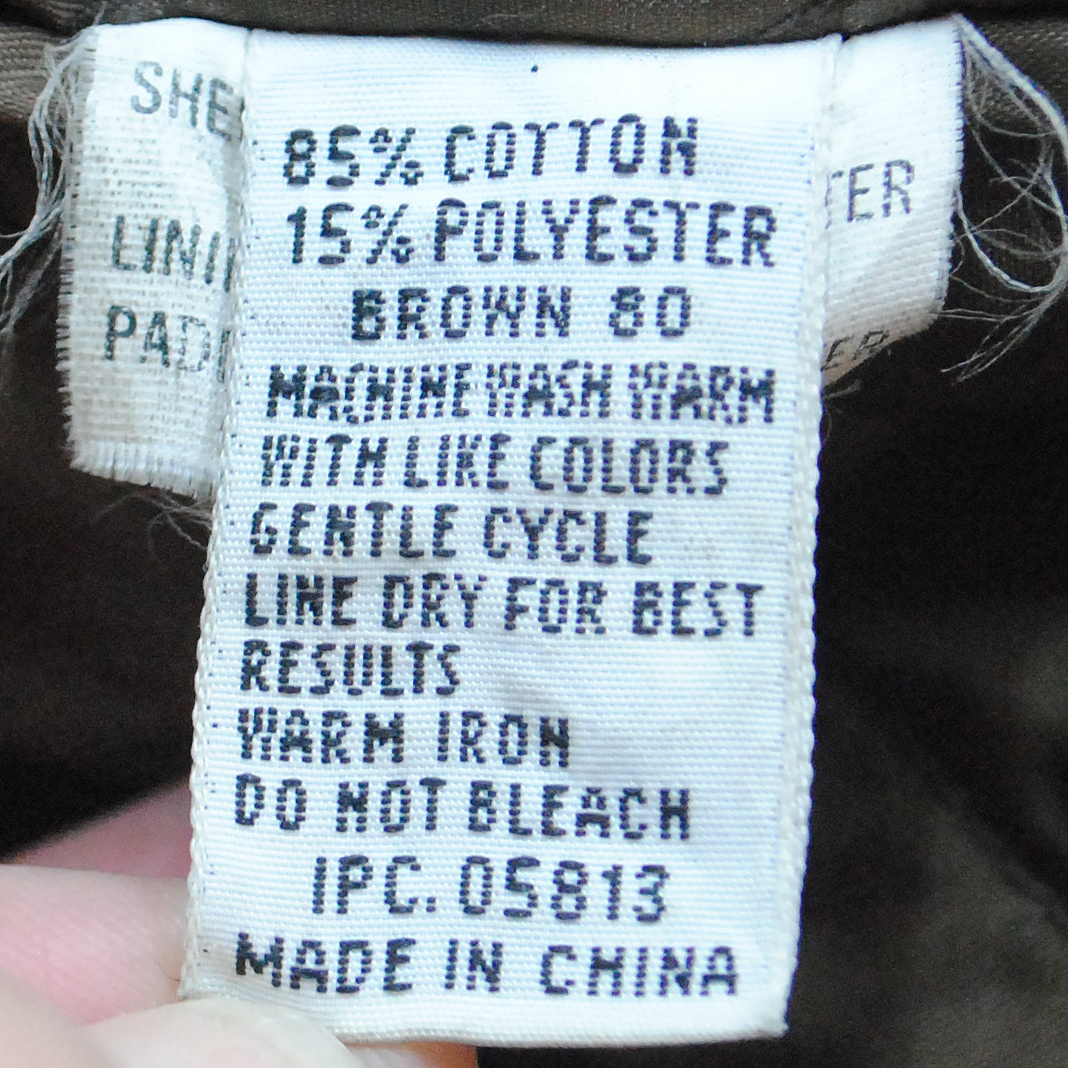 85% COTTON
15% POLYESTER
BROWN 80
MACHINE WASH WARM
WITH LIKE COLORS
GENTLE CYCLE
LINE DRY FOR BEST
RESULTS
WARM IRON
DO NOT BLEACH
IPC. 05813
MADE IN CHINA